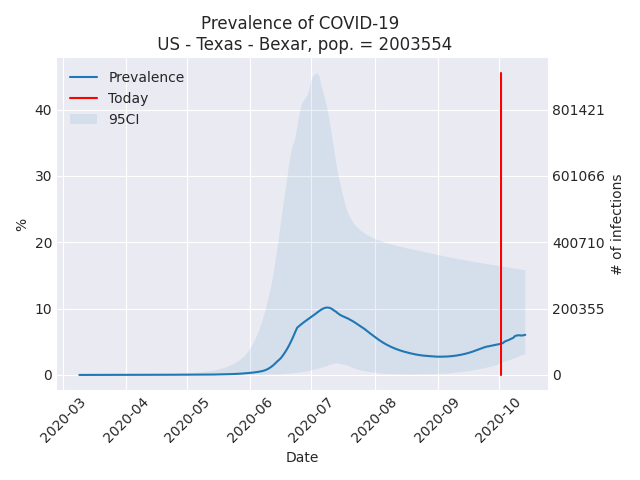 Prevalence of COVID-19
US - Texas - Bexar, pop. = 2003554
Prevalence
Today
95CI
40
30
20
10
0
%
801421
601066
400710
200355
0
# of infections
2020-03
2020-04
2020-05
2020-06
2020-07
2020-08
2020-09
2020-10
Date